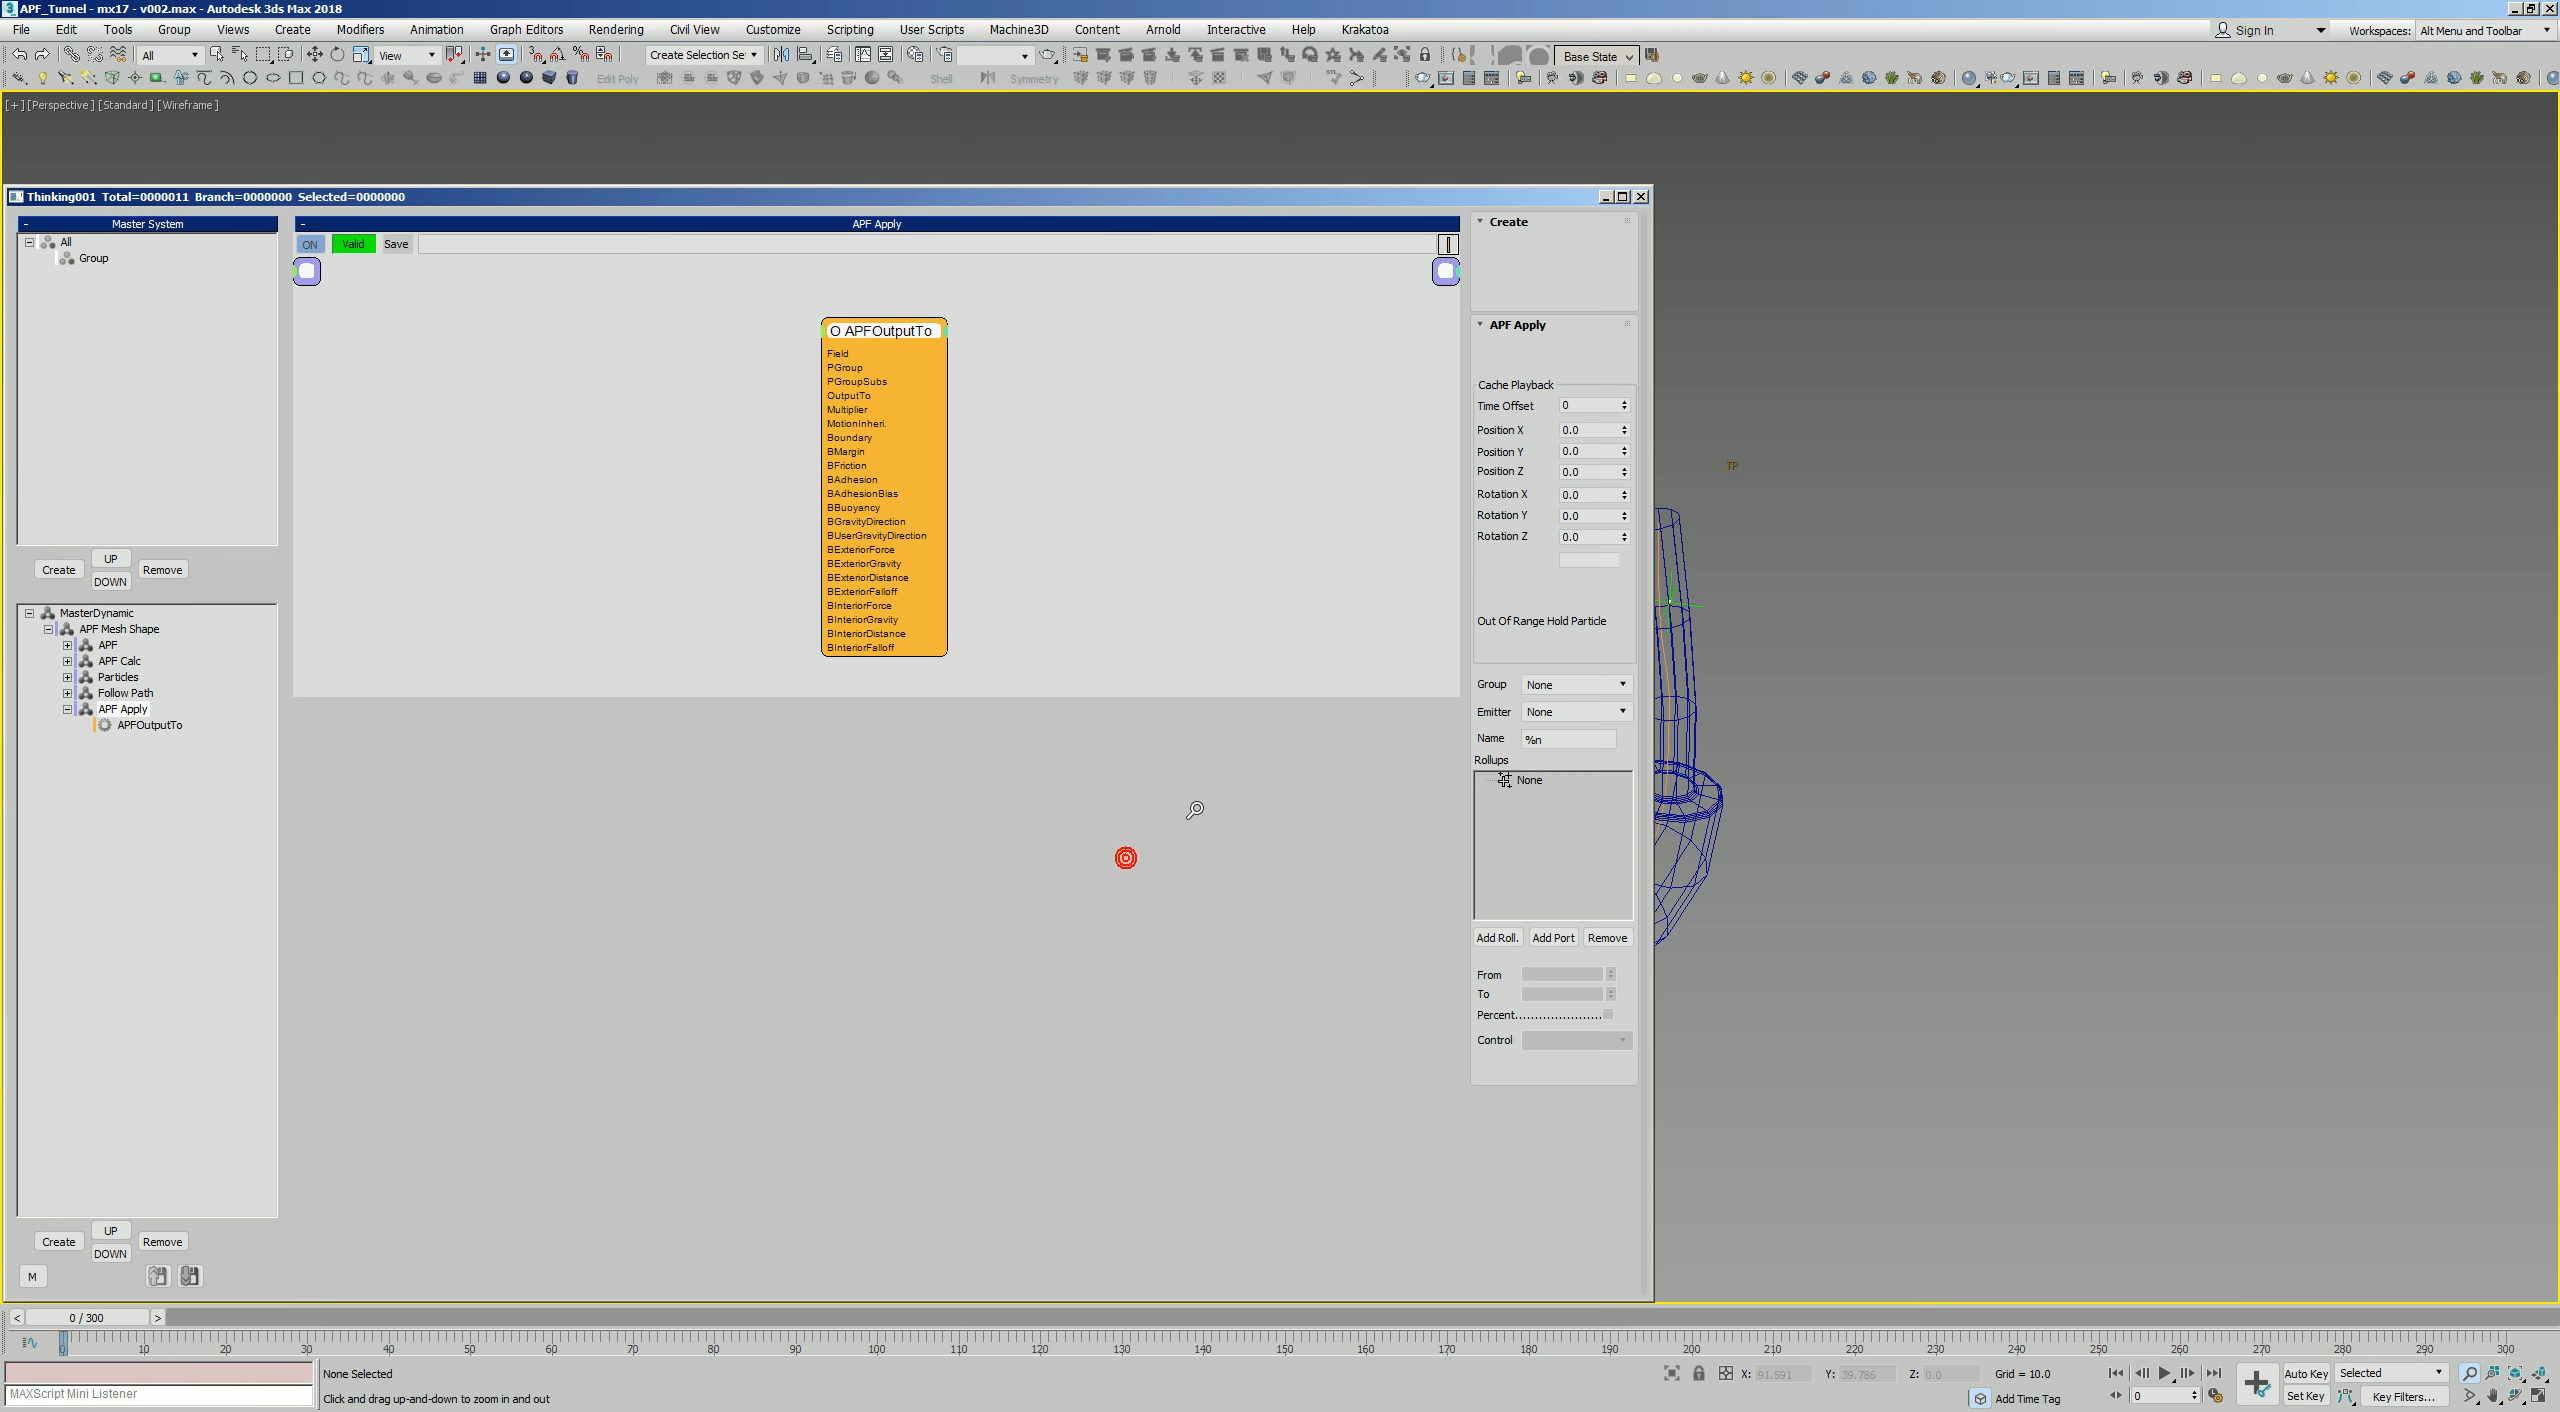 APF_Tunnel - mx17 - v002.max - Autodesk 3ds Max 2018
File Edit Tools Group Views Create Modifiers Animation Graph Editors Rendering Civil View Customize Scripting User Scripts Machine3D Content Arnold Interactive Help Krakatoa Sign In Workspaces: Alt Menu and Toolbar
All View Create Selection Se Base State
Edit Poly Shell Symmetry
[+] [Perspective] [Standard] [Wireframe]
Thinking001 Total=0000011 Branch=0000000 Selected=0000000
- Master System
All
Group
Create UP DOWN Remove
MasterDynamic
APF Mesh Shape
APF
APF Calc
Particles
Follow Path
APF Apply
APFOutputTo
Create UP DOWN Remove
M
- APF Apply
ON Valid Save
O APFOutputTo
Field
PGroup
PGroupSubs
OutputTo
Multiplier
MotionInheri.
Boundary
BMargin
BFriction
BAdhesion
BAdhesionBias
BBuoyancy
BGravityDirection
BUserGravityDirection
BExteriorForce
BExteriorGravity
BExteriorDistance
BExteriorFalloff
BInteriorForce
BInteriorGravity
BInteriorDistance
BInteriorFalloff
Create
APF Apply
Cache Playback
Time Offset 0
Position X 0.0
Position Y 0.0
Position Z 0.0
Rotation X 0.0
Rotation Y 0.0
Rotation Z 0.0
Out Of Range Hold Particle
Group None
Emitter None
Name %n
Rollups
None
Add Roll. Add Port Remove
From
To
Percent......................
Control
TP
< 0 / 300 >
0 10 20 30 40 50 60 70 80 90 100 110 120 130 140 150 160 170 180 190 200 210 220 230 240 250 260 270 280 290 300
None Selected X: 91.591 Y: 39.786 Z: 0.0 Grid = 10.0 Auto Key Selected
MAXScript Mini Listener Click and drag up-and-down to zoom in and out Add Time Tag 0 Set Key Key Filters...